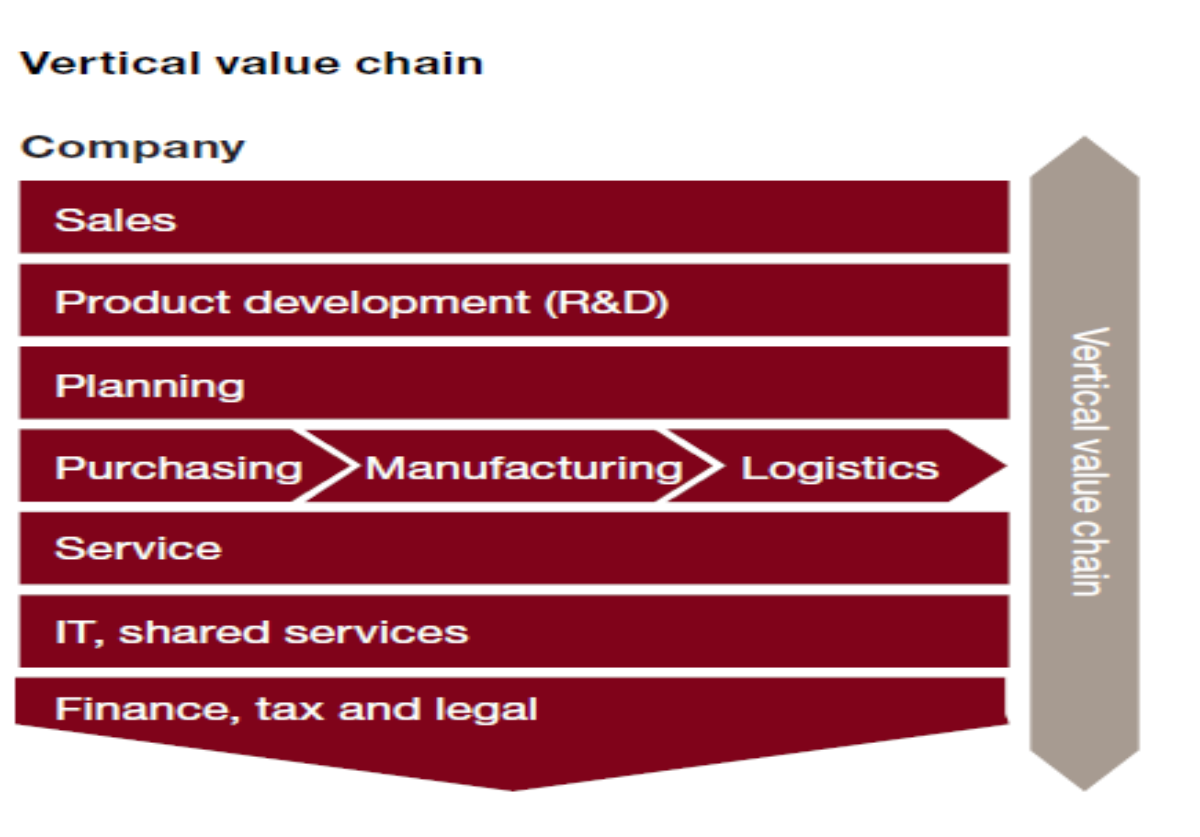 Vertical value chain
Company
Sales
Product development (R&D)
Planning
Purchasing Manufacturing Logistics
Service
IT, shared services
Finance, tax and legal
Vertical value chain